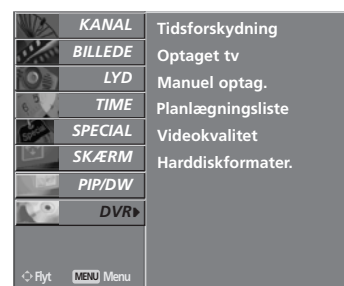 KANAL
BILLEDE
LYD
TIME
SPECIAL
SKÆRM
PIP/DW
DVR
Flyt MENU Menu
Tidsforskydning
Optaget tv
Manuel optag.
Planlægningsliste
Videokvalitet
Harddiskformater.